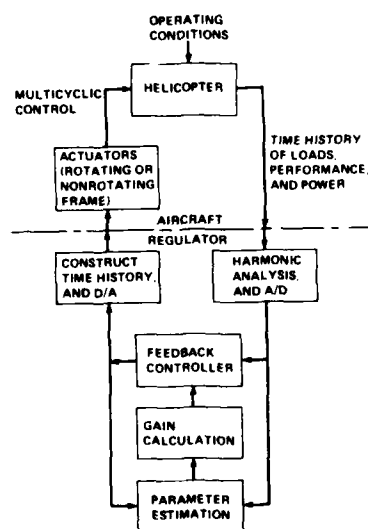 OPERATING
CONDITIONS
MULTICYCLIC
CONTROL
HELICOPTER
ACTUATORS
(ROTATING OR
NONROTATING
FRAME)
TIME HISTORY
OF LOADS,
PERFORMANCE,
AND POWER
AIRCRAFT
REGULATOR
CONSTRUCT
TIME HISTORY,
AND D/A
HARMONIC
ANALYSIS,
AND A/D
FEEDBACK
CONTROLLER
GAIN
CALCULATION
PARAMETER
ESTIMATION